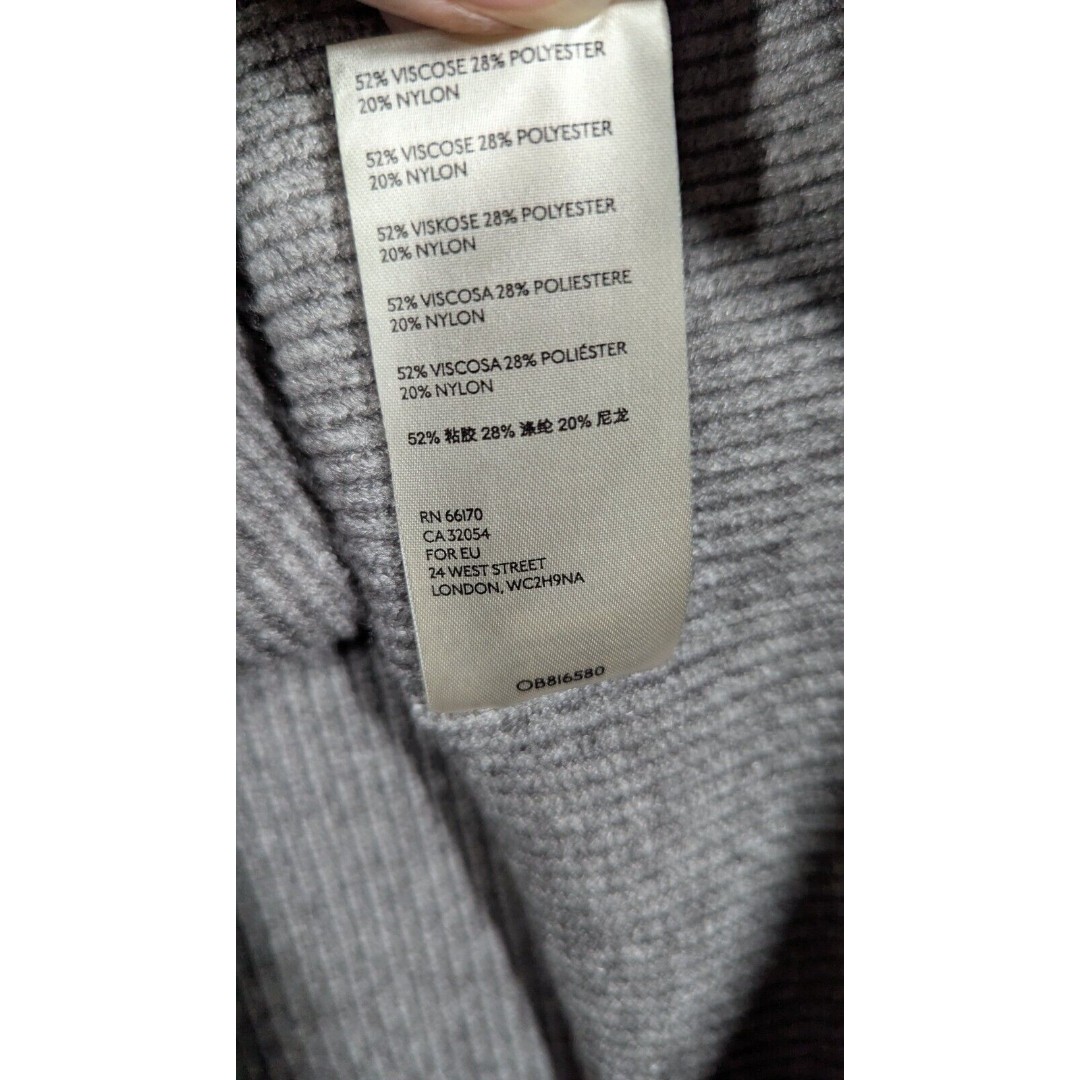 52% VISCOSE 28% POLYESTER
20% NYLON
52% VISCOSE 28% POLYESTER
20% NYLON
52% VISKOSE 28% POLYESTER
20% NYLON
52% VISCOSA 28% POLIESTERE
20% NYLON
52% VISCOSA 28% POLIÉSTER
20% NYLON
52% 粘胶 28% 涤纶 20% 尼龙
RN 66170
CA 32054
FOR EU
24 WEST STREET
LONDON, WC2H9NA
OB816580